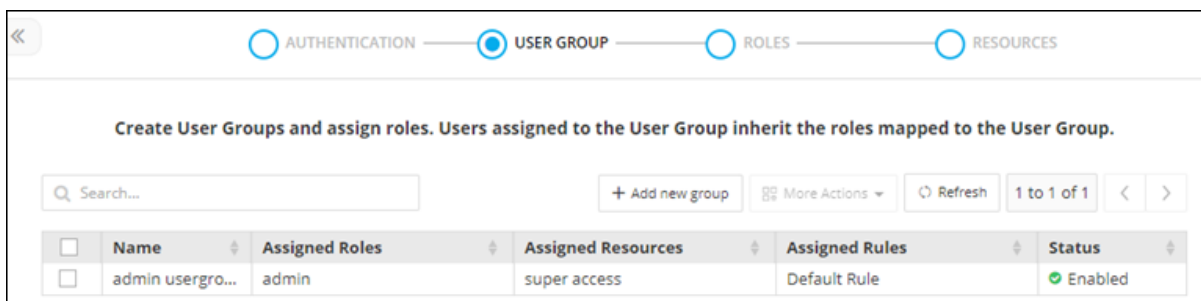 AUTHENTICATION USER GROUP ROLES RESOURCES
Create User Groups and assign roles. Users assigned to the User Group inherit the roles mapped to the User Group.
Search... + Add new group More Actions Refresh 1 to 1 of 1
Name Assigned Roles Assigned Resources Assigned Rules Status
admin usergro... admin super access Default Rule Enabled